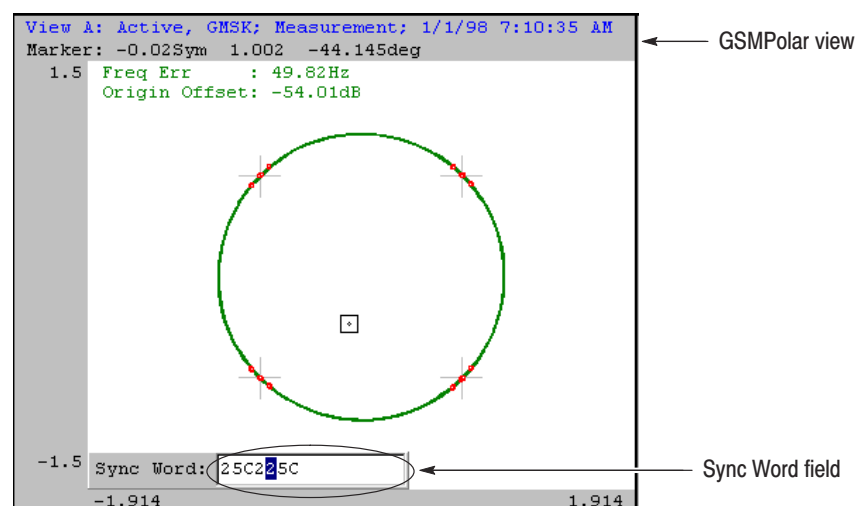 View A: Active, GMSK; Measurement; 1/1/98 7:10:35 AM
Marker: -0.02Sym 1.002 -44.145deg
GSMPolar view
1.5
Freq Err : 49.82Hz
Origin Offset: -54.01dB
-1.5
Sync Word: 25C225C
Sync Word field
-1.914
1.914